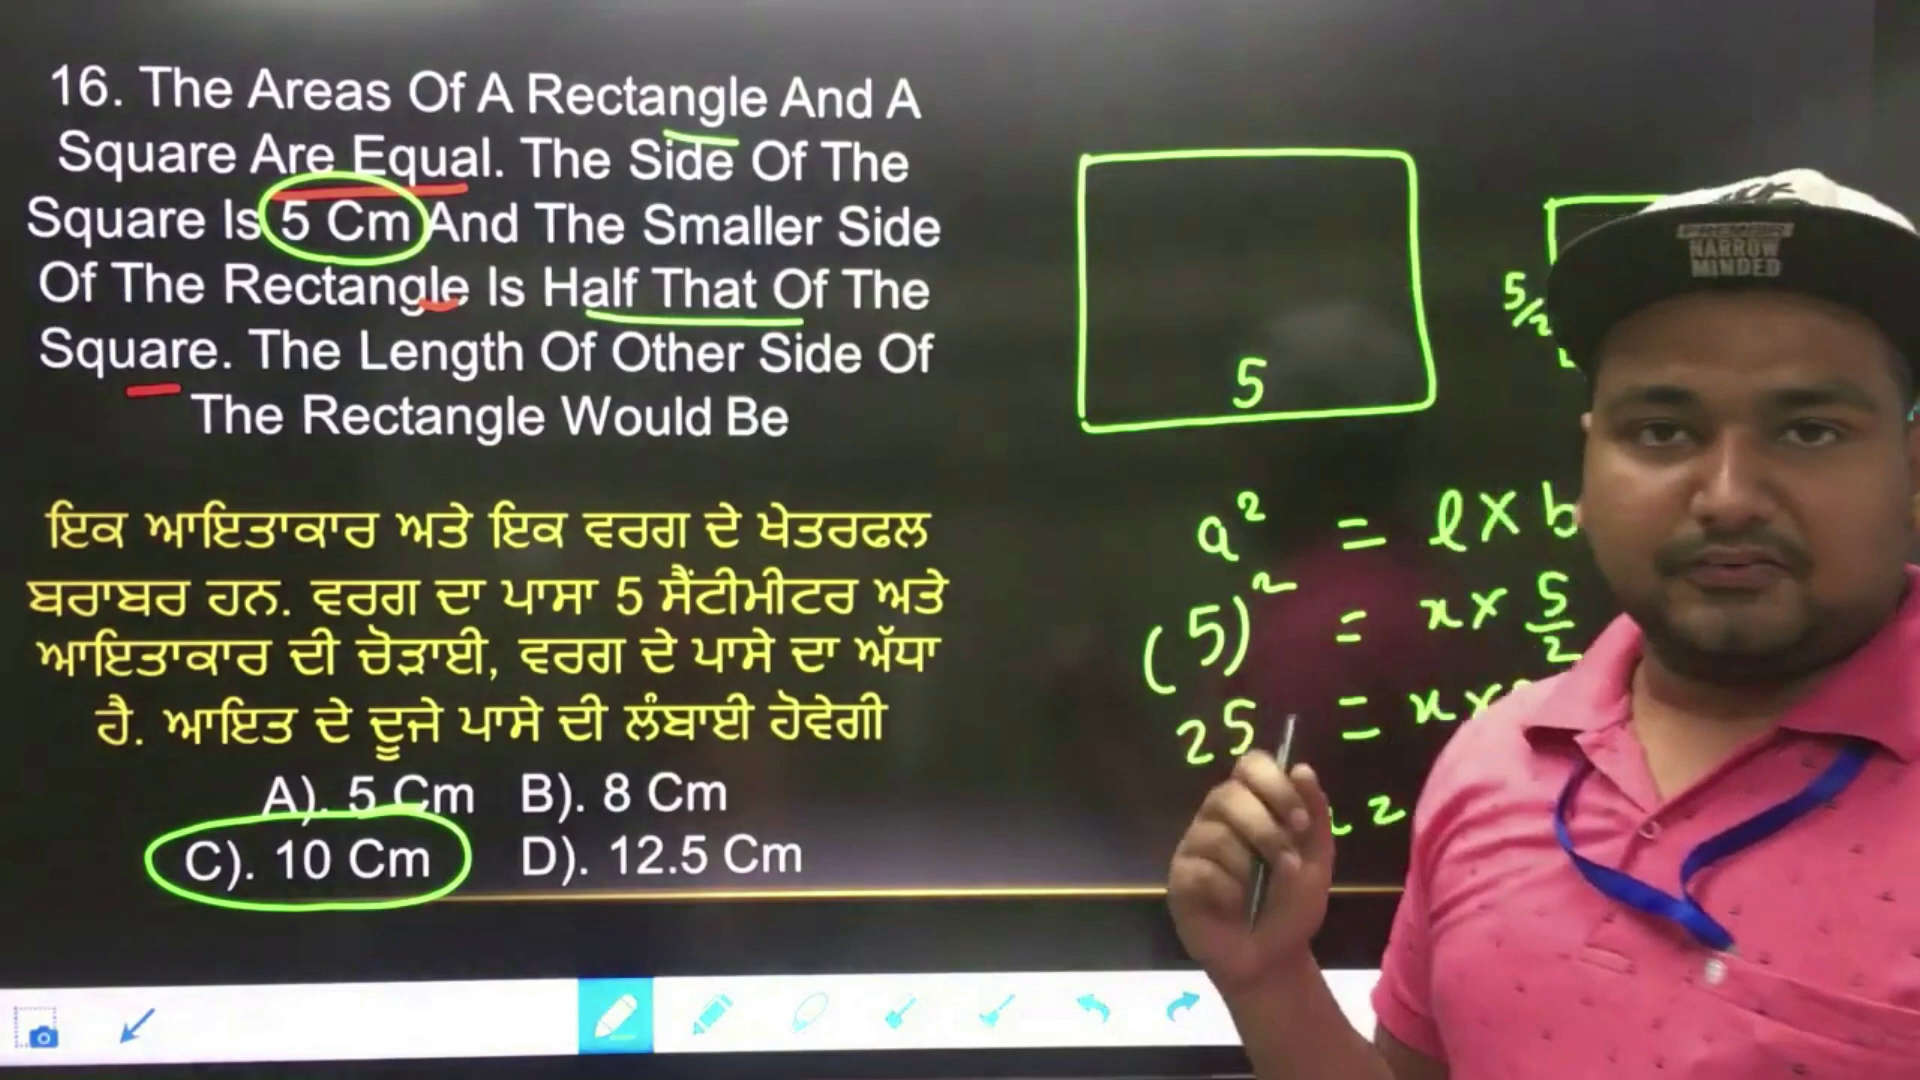 16. The Areas Of A Rectangle And A
Square Are Equal. The Side Of The
Square Is 5 Cm And The Smaller Side
Of The Rectangle Is Half That Of The
Square. The Length Of Other Side Of
The Rectangle Would Be
ਇਕ ਆਇਤਾਕਾਰ ਅਤੇ ਇਕ ਵਰਗ ਦੇ ਖੇਤਰਫਲ
ਬਰਾਬਰ ਹਨ. ਵਰਗ ਦਾ ਪਾਸਾ 5 ਸੈਂਟੀਮੀਟਰ ਅਤੇ
ਆਇਤਾਕਾਰ ਦੀ ਚੋੜਾਈ, ਵਰਗ ਦੇ ਪਾਸੇ ਦਾ ਅੱਧਾ
ਹੈ. ਆਇਤ ਦੇ ਦੂਜੇ ਪਾਸੇ ਦੀ ਲੰਬਾਈ ਹੋਵੇਗੀ
A). 5 Cm B). 8 Cm
C). 10 Cm D). 12.5 Cm
5
5/2
a² = l × b
(5)² = x × 5/2
25 = x ×
PREMIER
NARROW
MINDED